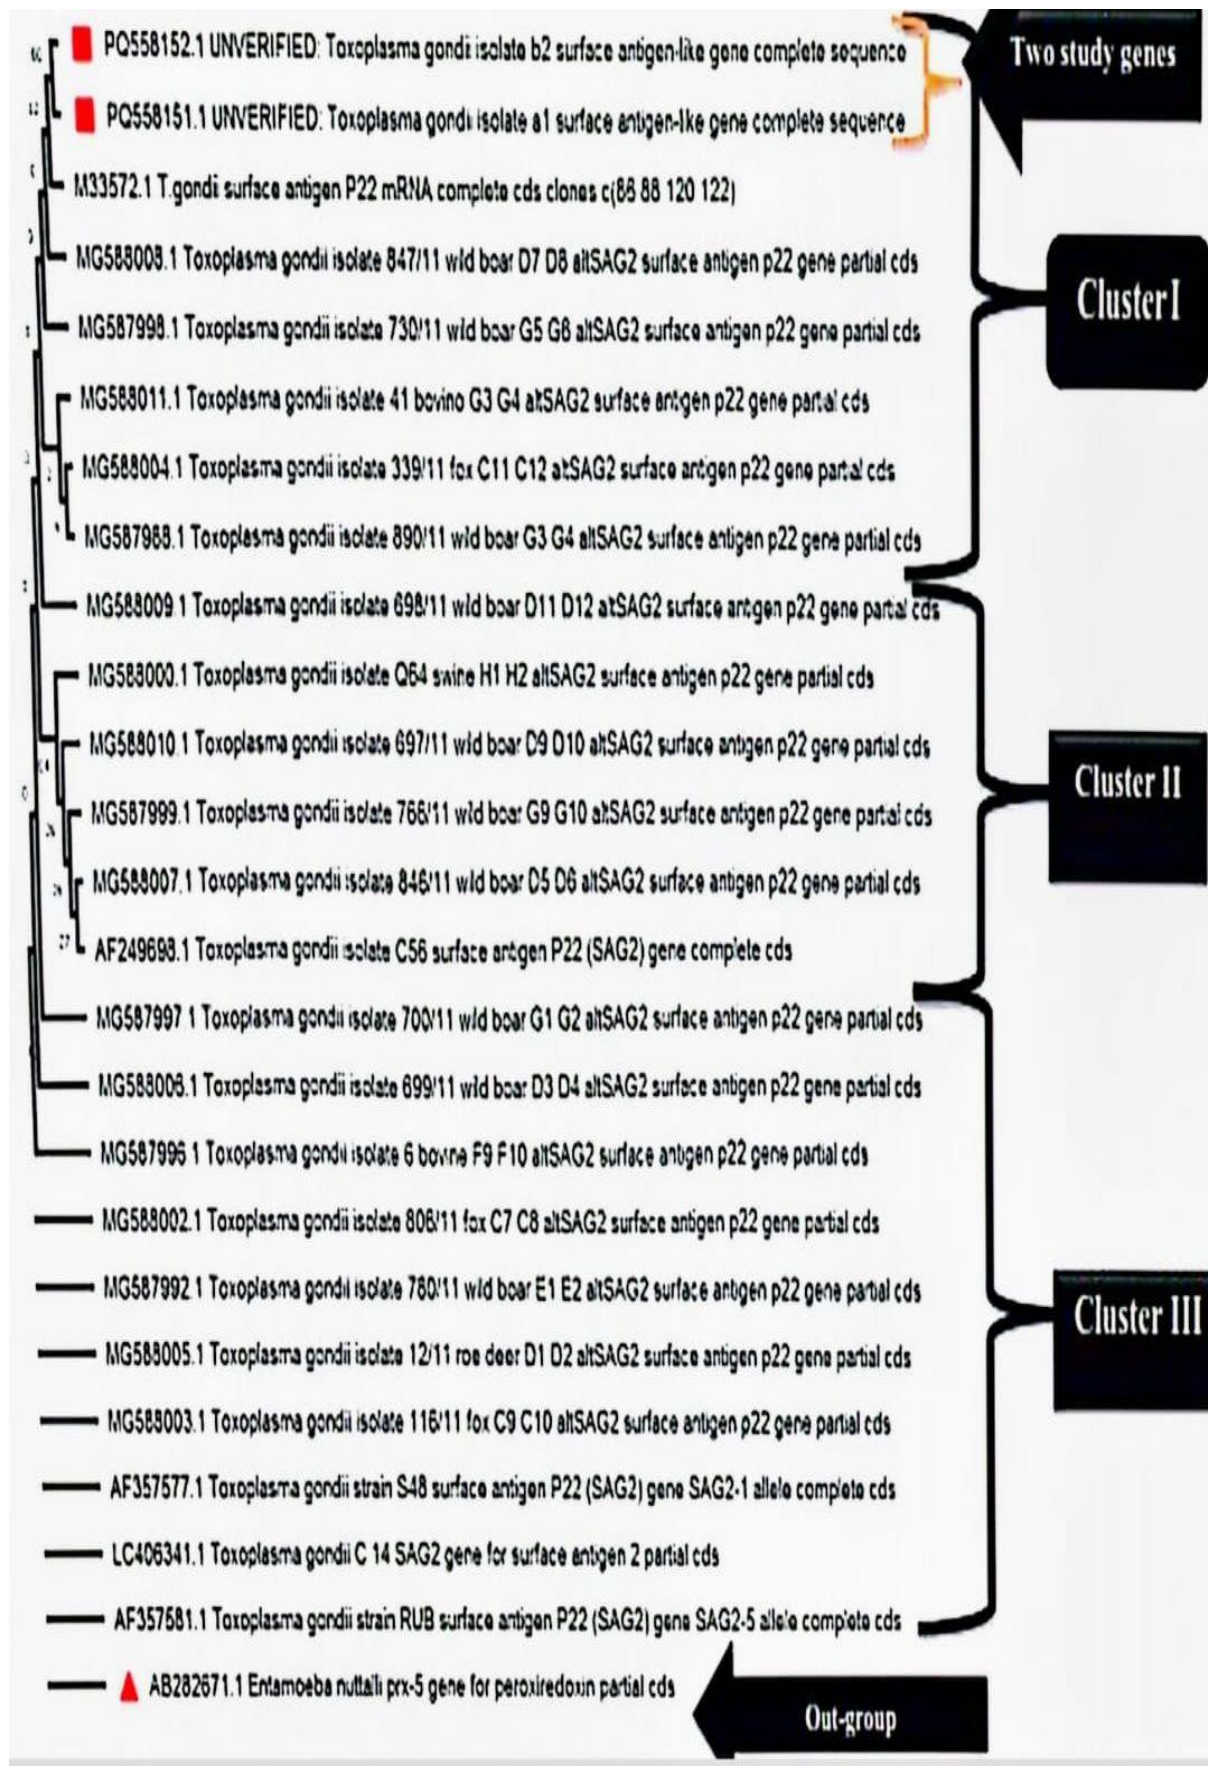 PQ558152.1 UNVERIFIED: Toxoplasma gondii isolate b2 surface antigen-like gene complete sequence
Two study genes
PQ558151.1 UNVERIFIED: Toxoplasma gondii isolate a1 surface antigen-like gene complete sequence
M33572.1 T.gondii surface antigen P22 mRNA complete cds clones c(86 88 120 122)
MG588008.1 Toxoplasma gondii isolate 847/11 wild boar D7 D8 altSAG2 surface antigen p22 gene partial cds
Cluster I
MG587998.1 Toxoplasma gondii isolate 730/11 wild boar G5 G6 altSAG2 surface antigen p22 gene partial cds
MG588011.1 Toxoplasma gondii isolate 41 bovine G3 G4 altSAG2 surface antigen p22 gene partial cds
MG588004.1 Toxoplasma gondii isolate 339/11 fox C11 C12 altSAG2 surface antigen p22 gene partial cds
MG587988.1 Toxoplasma gondii isolate 890/11 wild boar G3 G4 altSAG2 surface antigen p22 gene partial cds
MG588009.1 Toxoplasma gondii isolate 698/11 wild boar D11 D12 altSAG2 surface antigen p22 gene partial cds
MG588000.1 Toxoplasma gondii isolate Q64 swine H1 H2 altSAG2 surface antigen p22 gene partial cds
MG588010.1 Toxoplasma gondii isolate 697/11 wild boar D9 D10 altSAG2 surface antigen p22 gene partial cds
Cluster II
MG587999.1 Toxoplasma gondii isolate 766/11 wild boar G9 G10 altSAG2 surface antigen p22 gene partial cds
MG588007.1 Toxoplasma gondii isolate 846/11 wild boar D5 D6 altSAG2 surface antigen p22 gene partial cds
27
AF249698.1 Toxoplasma gondii isolate C56 surface antigen P22 (SAG2) gene complete cds
MG587997.1 Toxoplasma gondii isolate 700/11 wild boar G1 G2 altSAG2 surface antigen p22 gene partial cds
MG588006.1 Toxoplasma gondii isolate 699/11 wild boar D3 D4 altSAG2 surface antigen p22 gene partial cds
MG587996.1 Toxoplasma gondii isolate 6 bovine F9 F10 altSAG2 surface antigen p22 gene partial cds
MG588002.1 Toxoplasma gondii isolate 806/11 fox C7 C8 altSAG2 surface antigen p22 gene partial cds
MG587992.1 Toxoplasma gondii isolate 780/11 wild boar E1 E2 altSAG2 surface antigen p22 gene partial cds
Cluster III
MG588005.1 Toxoplasma gondii isolate 12/11 roe deer D1 D2 altSAG2 surface antigen p22 gene partial cds
MG588003.1 Toxoplasma gondii isolate 116/11 fox C9 C10 altSAG2 surface antigen p22 gene partial cds
AF357577.1 Toxoplasma gondii strain S48 surface antigen P22 (SAG2) gene SAG2-1 allele complete cds
LC406341.1 Toxoplasma gondii C 14 SAG2 gene for surface antigen 2 partial cds
AF357581.1 Toxoplasma gondii strain RUB surface antigen P22 (SAG2) gene SAG2-5 allele complete cds
AB282671.1 Entamoeba nuttalli prx-5 gene for peroxiredoxin partial cds
Out-group